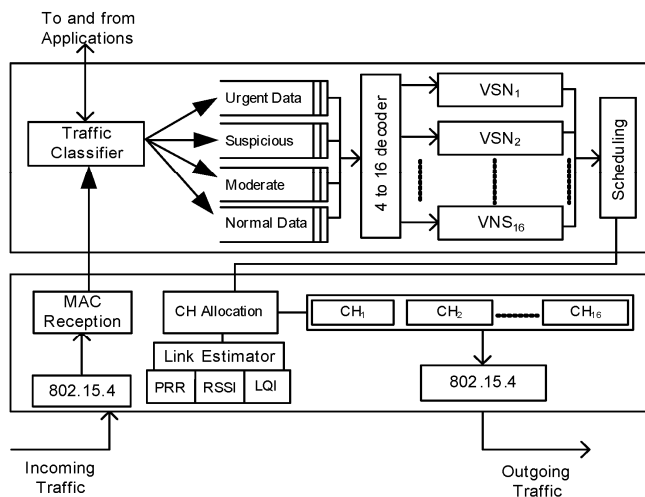 To and from
Applications
Traffic
Classifier
Urgent Data
Suspicious
Moderate
Normal Data
4 to 16 decoder
VSN₁
VSN₂
VNS₁₆
Scheduling
MAC
Reception
802.15.4
CH Allocation
Link Estimator
PRR
RSSI
LQI
CH₁
CH₂
CH₁₆
802.15.4
Incoming
Traffic
Outgoing
Traffic